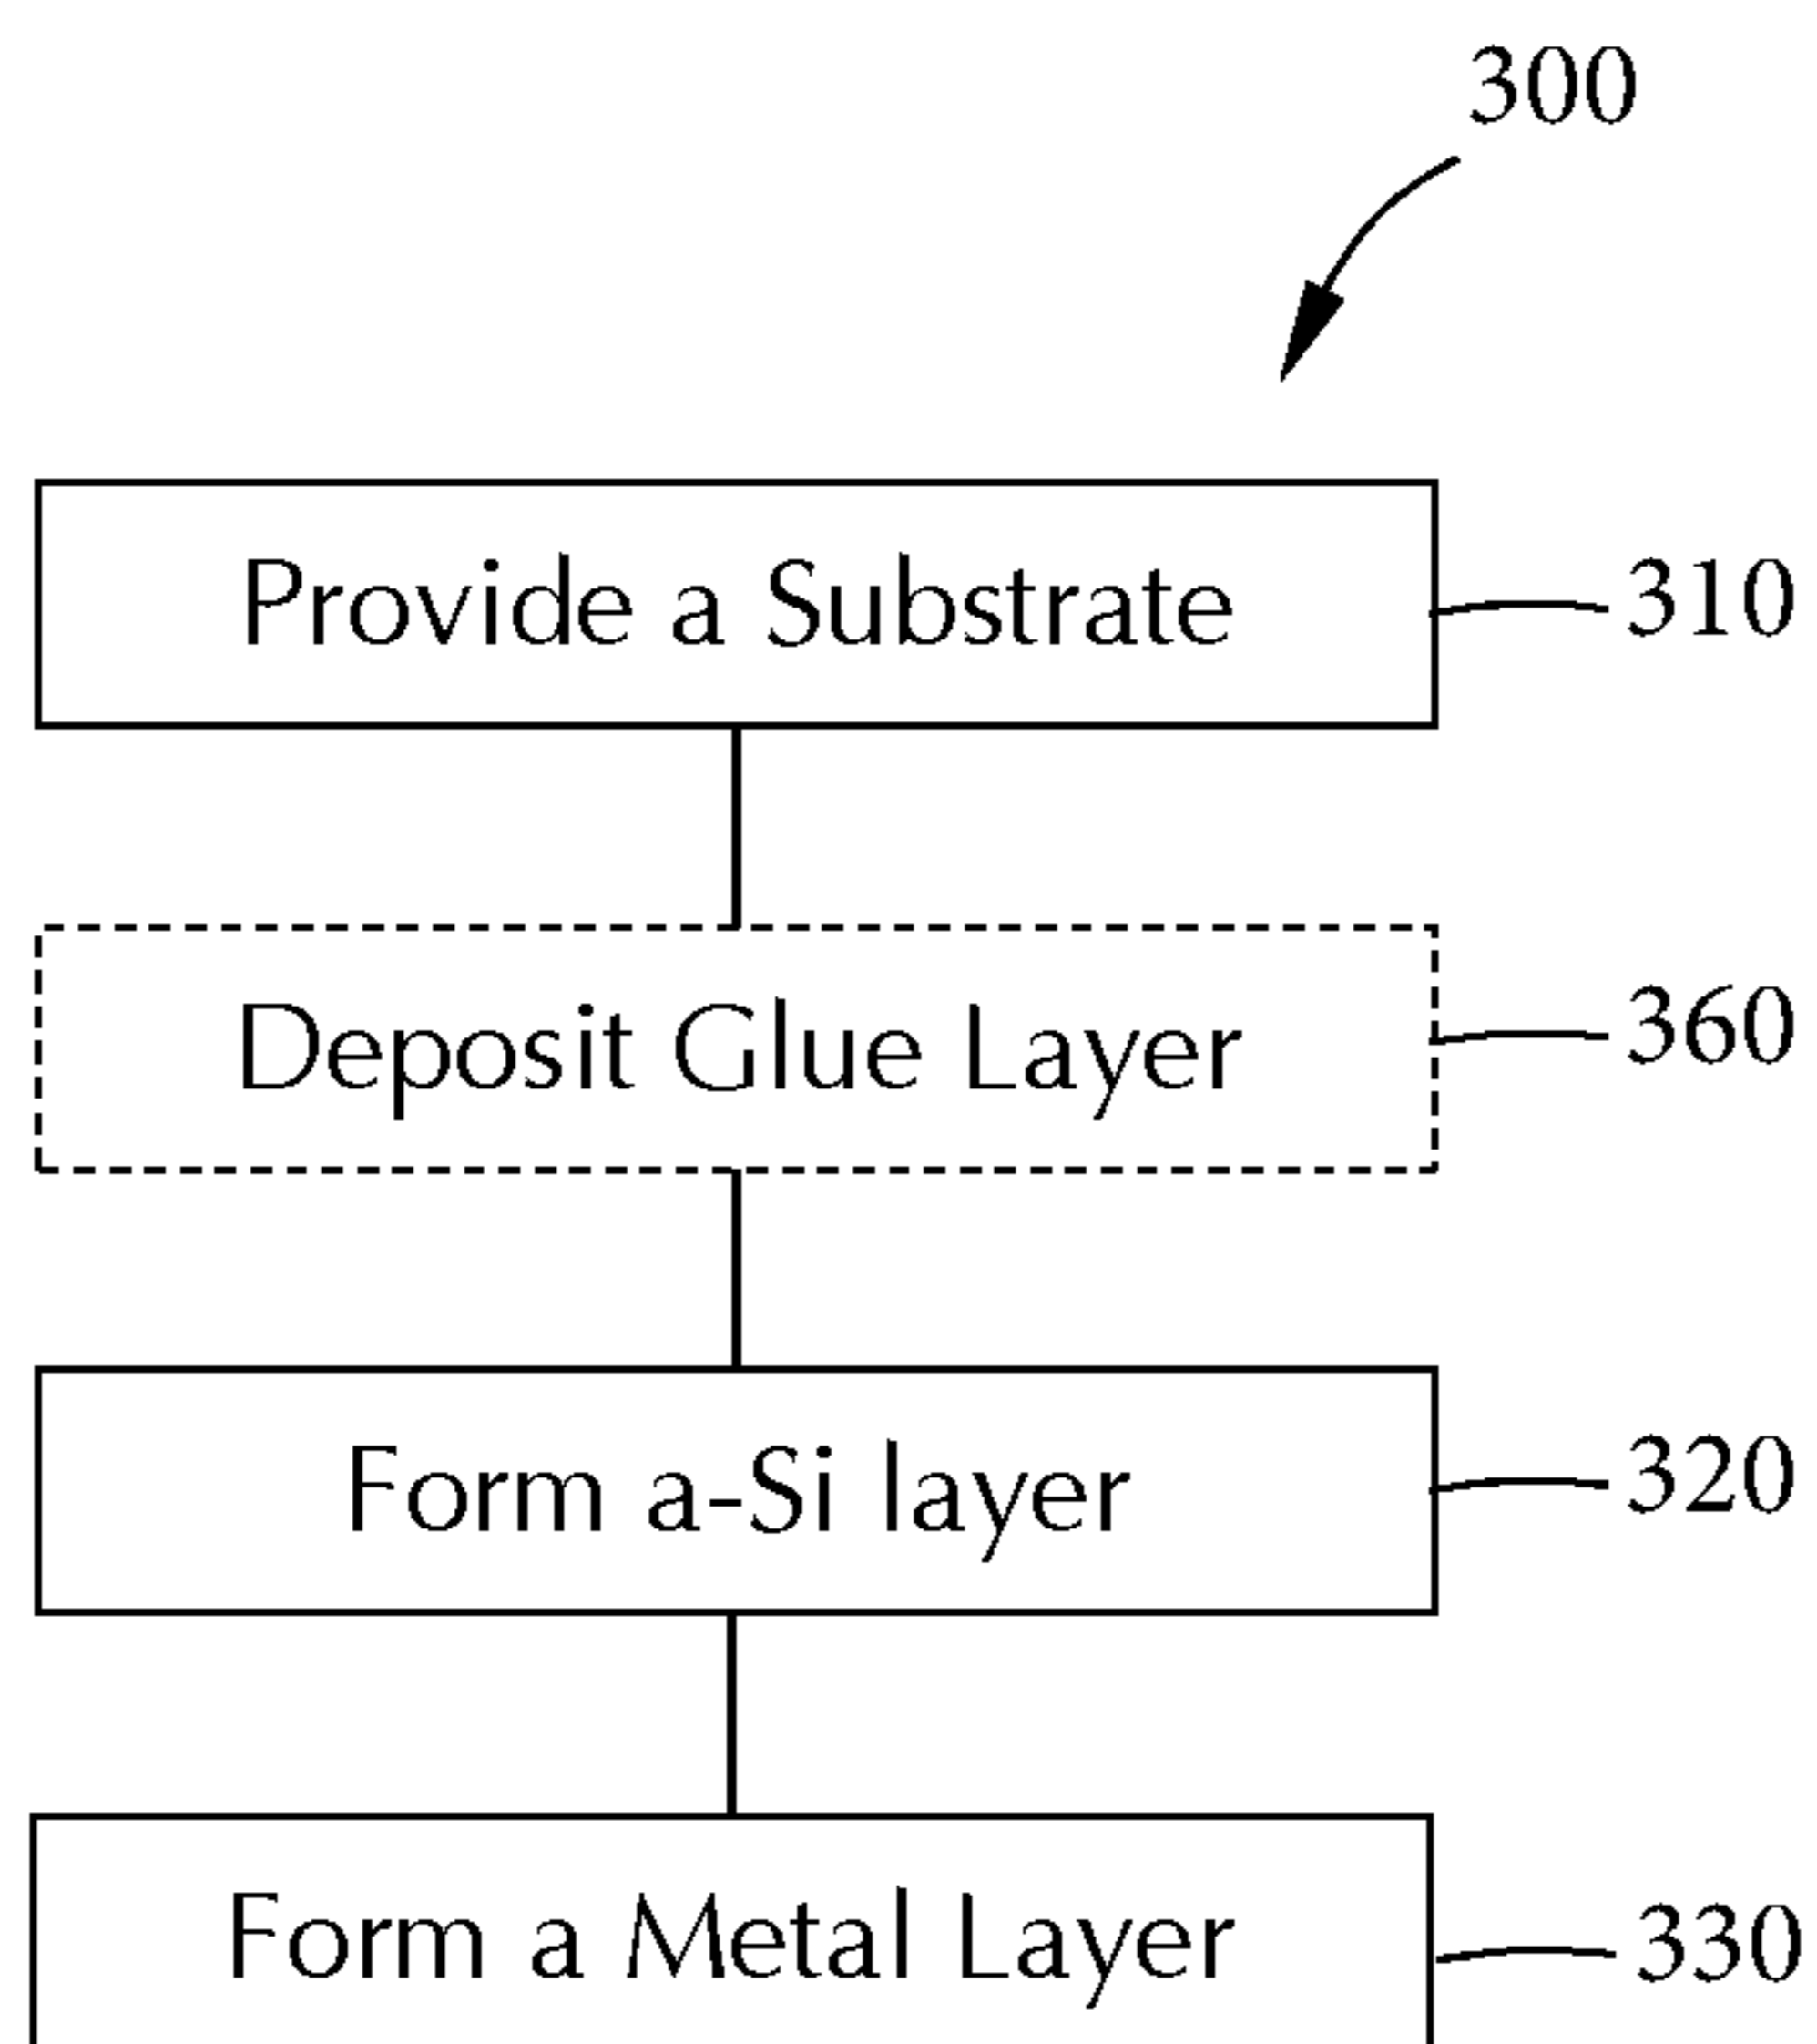 300
Provide a Substrate 310
Deposit Glue Layer 360
Form a-Si layer 320
Form a Metal Layer 330